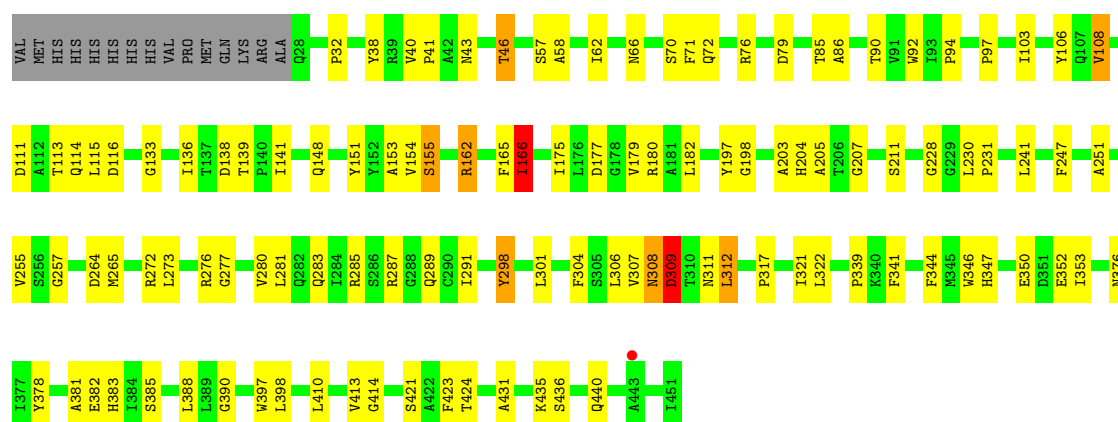 VAL MET HIS HIS HIS HIS HIS HIS VAL PRO MET GLN LYS ARG ALA Q28 P32 Y38 R39 V40 P41 A42 N43 T46 S57 A58 I62 N66 S70 F71 Q72 R76 D79 T85 A86 T90 V91 W92 I93 P94 P97 I103 Y106 Q107 V108
D111 A112 T113 Q114 L115 D116 G133 I136 T137 D138 T139 P140 I141 Q148 Y151 Y152 A153 V154 S155 R162 F165 I166 I175 L176 D177 G178 V179 R180 A181 L182 Y197 G198 A203 H204 A205 T206 G207 S211 G228 G229 L230 P231 L241 F247 A251
V255 S256 G257 D264 M265 R272 L273 R276 G277 V280 L281 Q282 Q283 I284 R285 S286 R287 G288 Q289 C290 I291 Y298 L301 F304 S305 L306 V307 N308 D309 T310 N311 L312 P317 I321 L322 P339 K340 F341 F344 M345 W346 H347 E350 D351 E352 I353 N376
I377 Y378 A381 E382 H383 I384 S385 L388 L389 G390 W397 L398 L410 V413 G414 S421 A422 F423 T424 A431 K435 S436 Q440 A443 I451